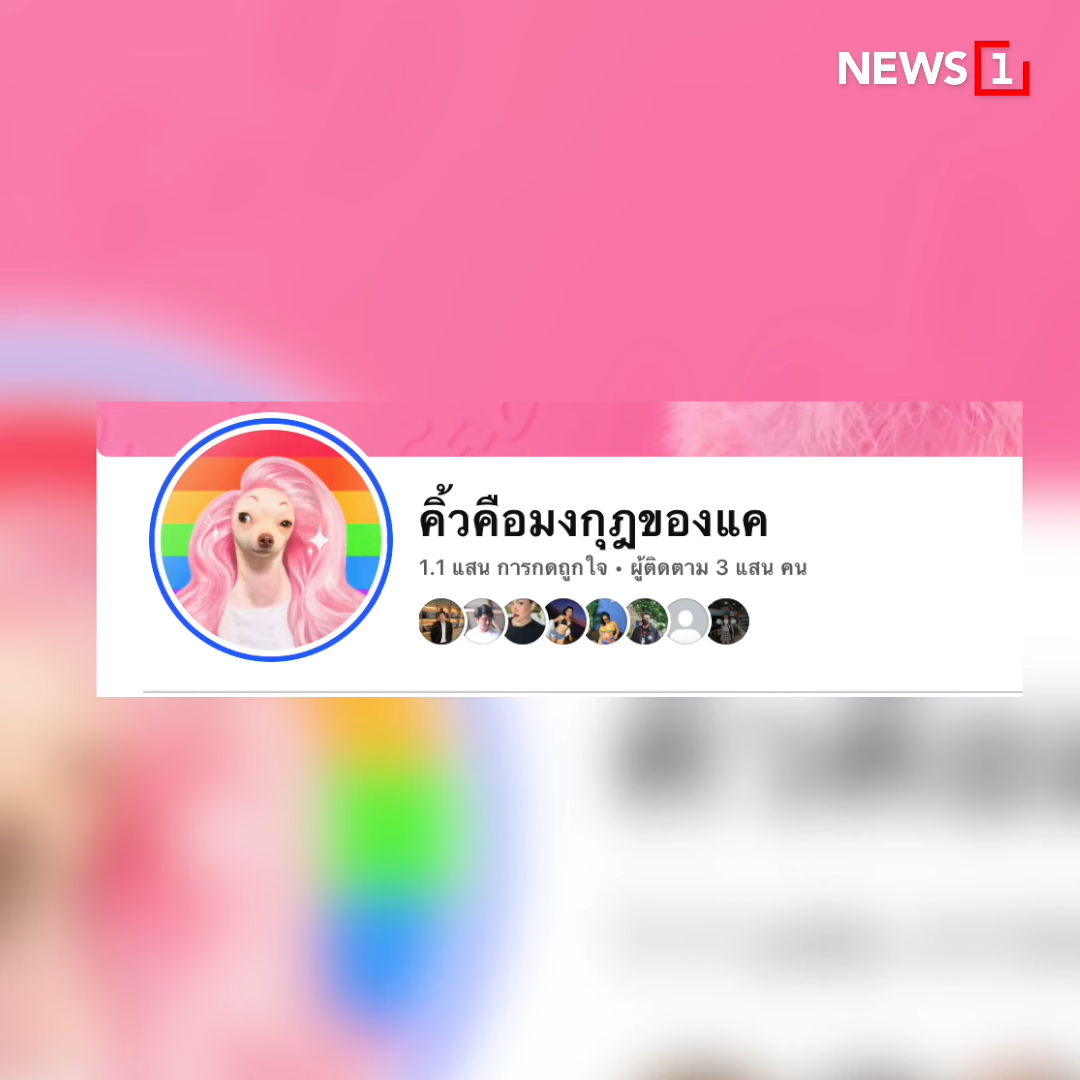 NEWS 1
คิ้วคือมงกุฎของแค
1.1 แสน การกดถูกใจ • ผู้ติดตาม 3 แสน คน